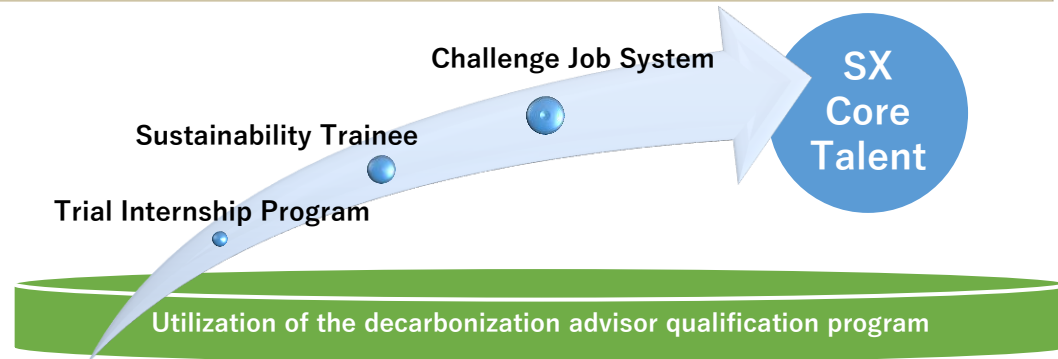 Challenge Job System
SX
Core
Talent
Sustainability Trainee
Trial Internship Program
Utilization of the decarbonization advisor qualification program